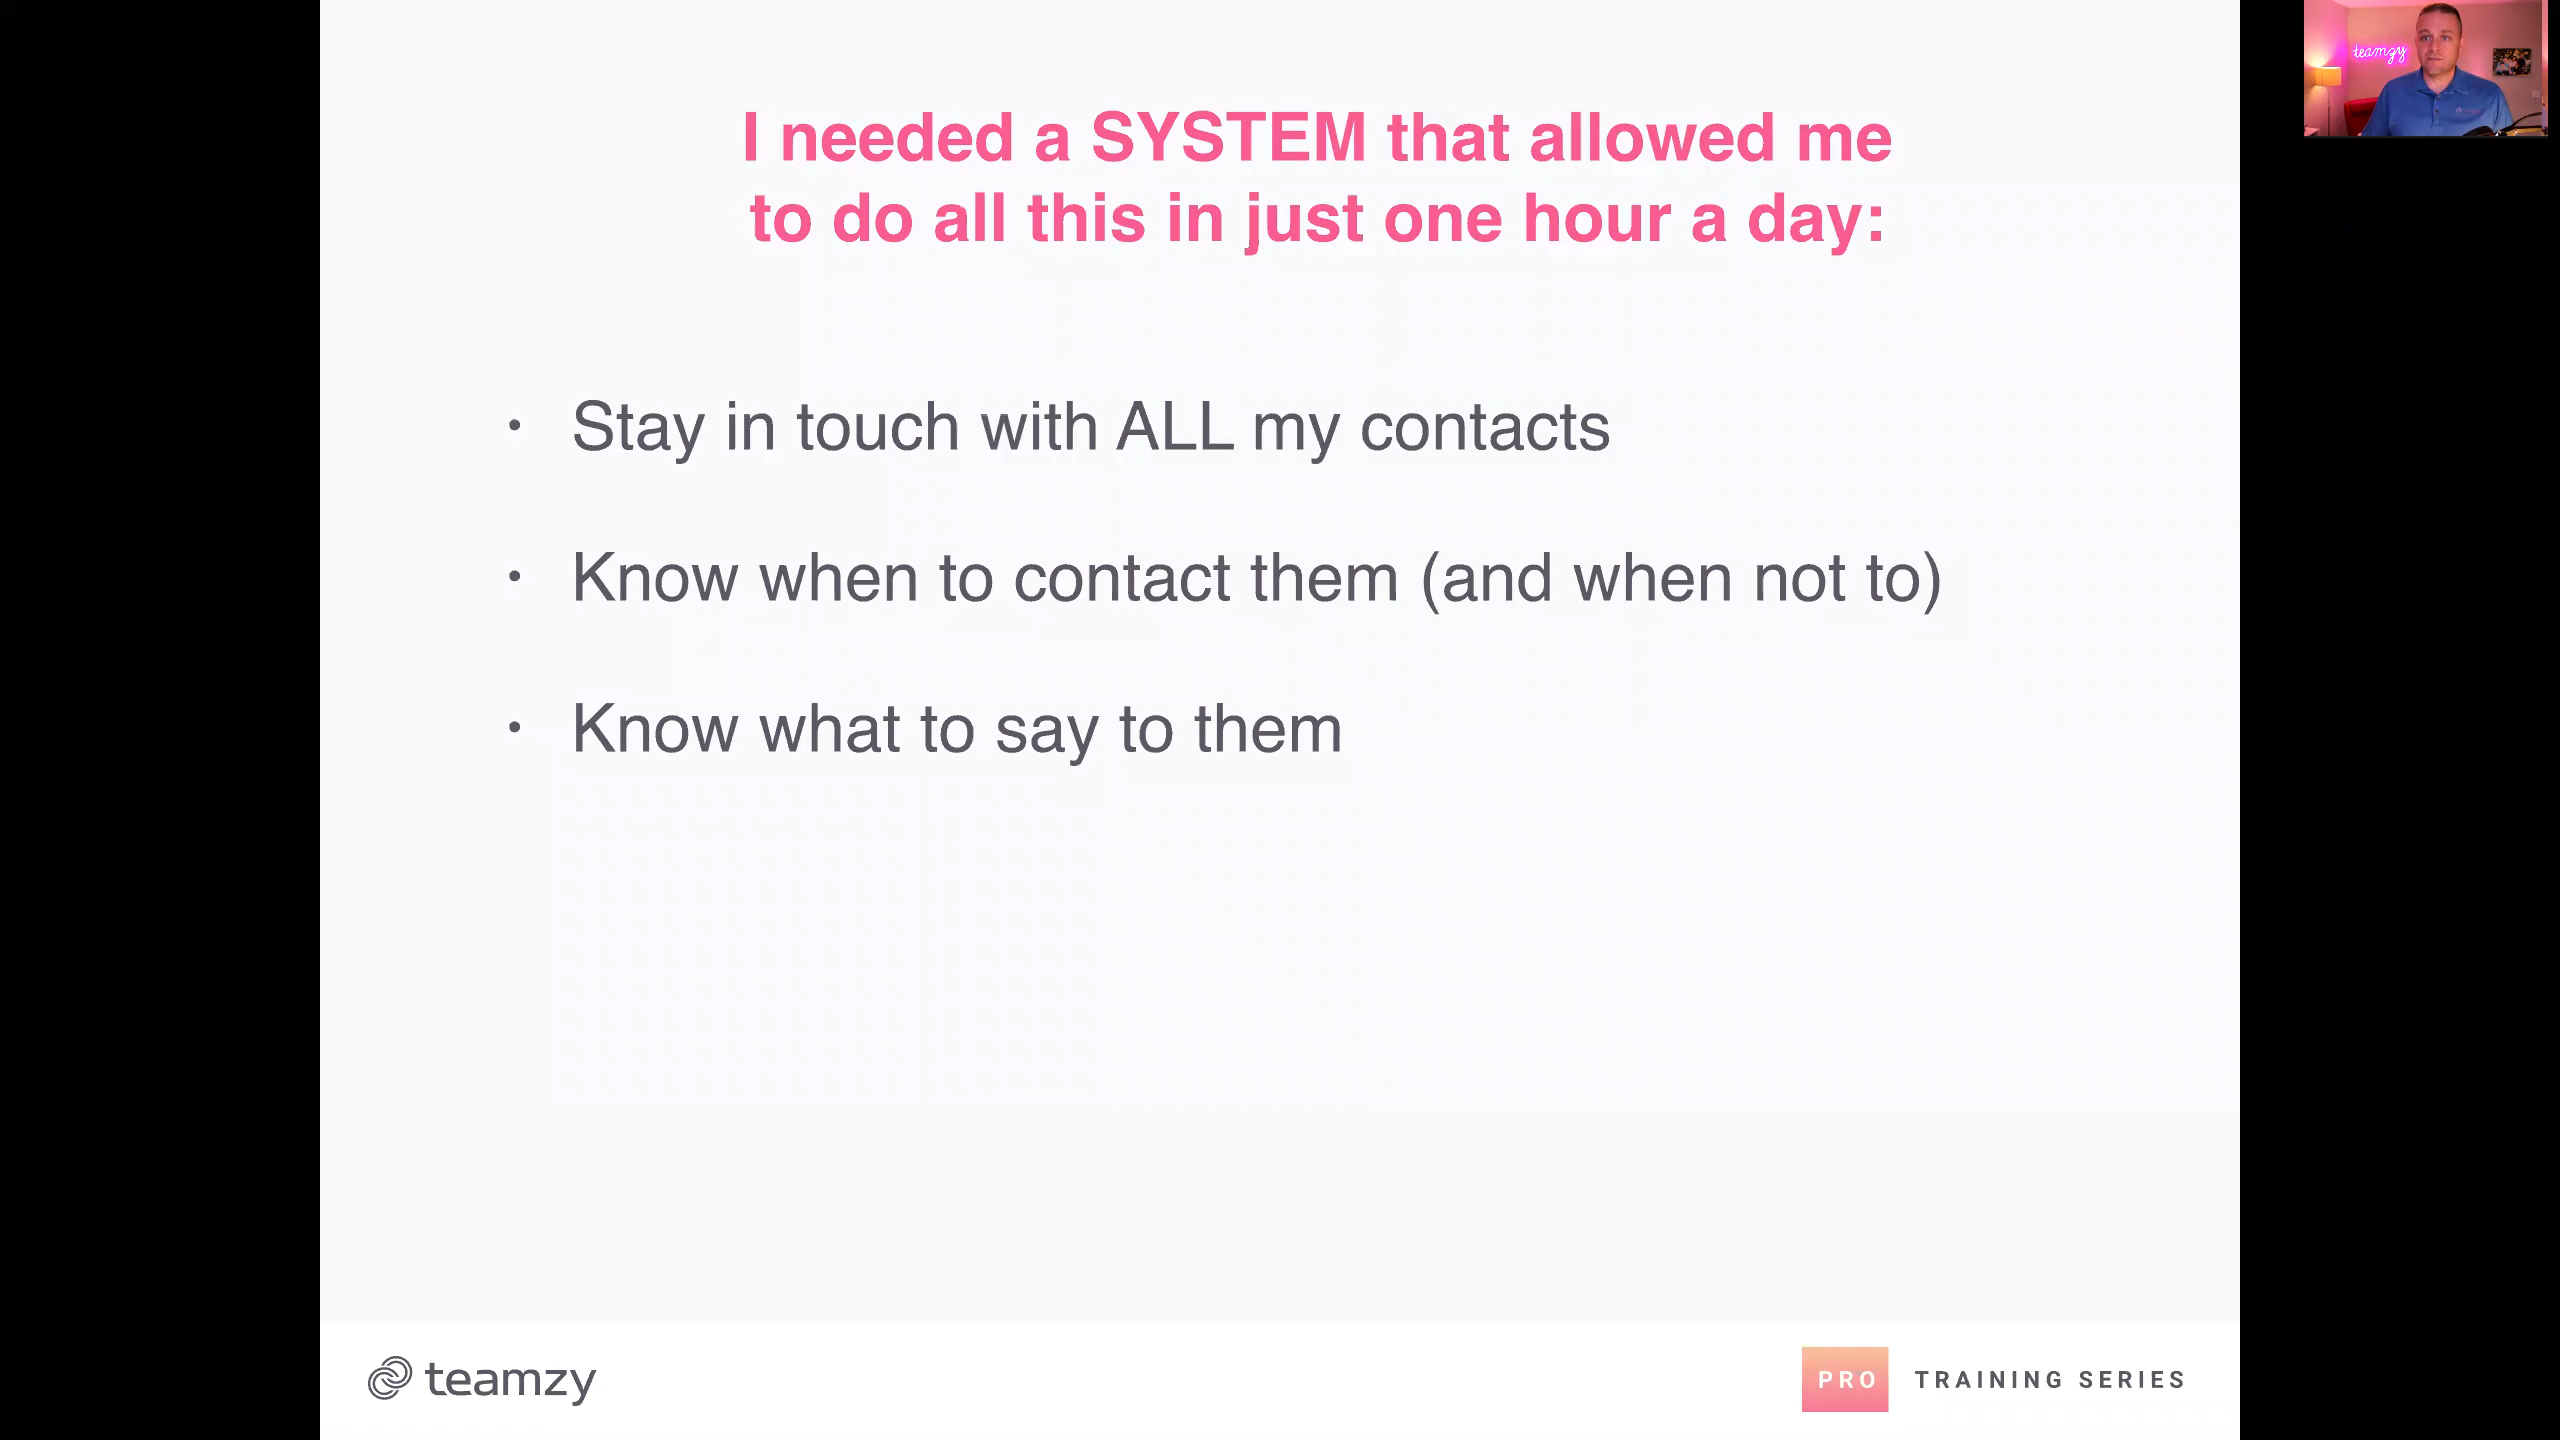 I needed a SYSTEM that allowed me
to do all this in just one hour a day:
• Stay in touch with ALL my contacts
• Know when to contact them (and when not to)
• Know what to say to them
teamzy
PRO TRAINING SERIES
teamzy